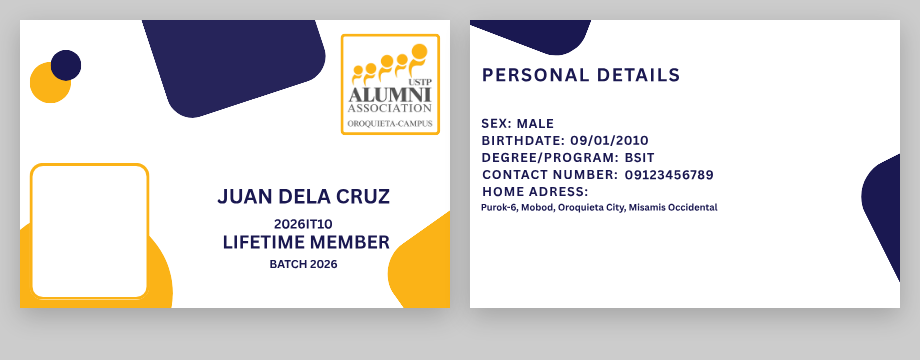 USTP
ALUMNI
ASSOCIATION
OROQUIETA-CAMPUS
JUAN DELA CRUZ
2026IT10
LIFETIME MEMBER
BATCH 2026
PERSONAL DETAILS
SEX: MALE
BIRTHDATE: 09/01/2010
DEGREE/PROGRAM: BSIT
CONTACT NUMBER: 09123456789
HOME ADRESS:
Purok-6, Mobod, Oroquieta City, Misamis Occidental